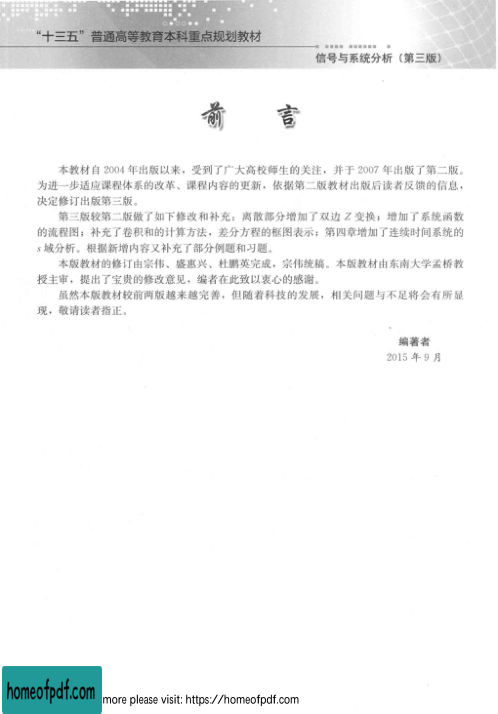 “十三五”普通高等教育本科重点规划教材
信号与系统分析（第三版）
前 言
本教材自 2004 年出版以来，受到了广大高校师生的关注，并于 2007 年出版了第二版。
为进一步适应课程体系的改革、课程内容的更新，依据第二版教材出版后读者反馈的信息，
决定修订出版第三版。
第三版较第二版做了如下修改和补充：离散部分增加了双边 Z 变换；增加了系统函数
的流程图；补充了卷积和的计算方法，差分方程的框图表示；第四章增加了连续时间系统的
s 域分析。根据新增内容又补充了部分例题和习题。
本版教材的修订由宗伟、盛惠兴、杜鹏英完成，宗伟统稿。本版教材由东南大学孟桥教
授主审，提出了宝贵的修改意见，编者在此致以衷心的感谢。
虽然本版教材较前两版越来越完善，但随着科技的发展，相关问题与不足将会有所显
现，敬请读者指正。
编著者
2015 年 9 月
homeofpdf.com
more please visit: https://homeofpdf.com